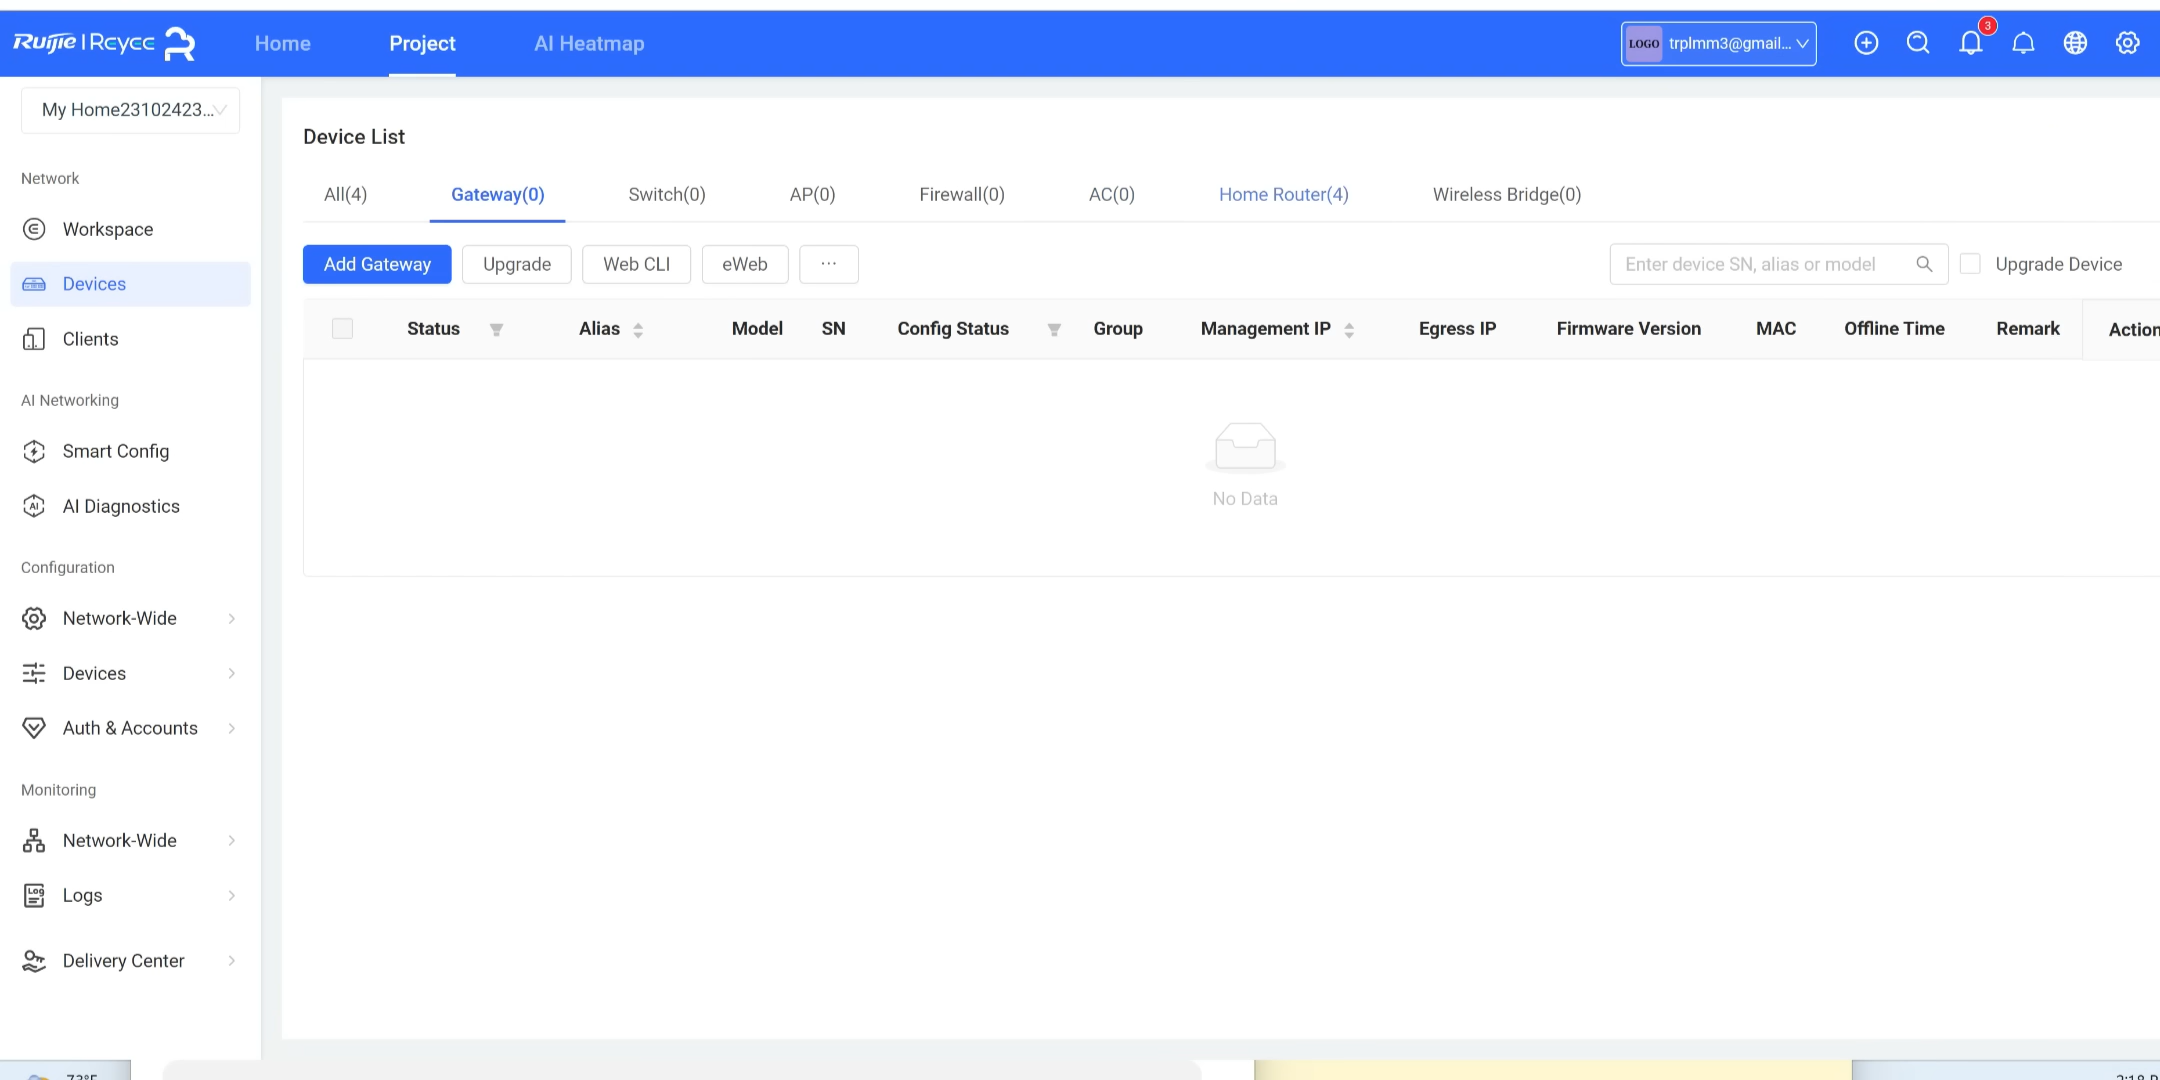 Ruijie | Reyee
Home
Project
AI Heatmap
LOGO
trplmm3@gmail...
3
My Home23102423...
Network
Workspace
Devices
Clients
AI Networking
Smart Config
AI
AI Diagnostics
Configuration
Network-Wide
Devices
Auth & Accounts
Monitoring
Network-Wide
Log
Logs
Delivery Center
Device List
All(4)
Gateway(0)
Switch(0)
AP(0)
Firewall(0)
AC(0)
Home Router(4)
Wireless Bridge(0)
Add Gateway
Upgrade
Web CLI
eWeb
...
Enter device SN, alias or model
Upgrade Device
Status
Alias
Model
SN
Config Status
Group
Management IP
Egress IP
Firmware Version
MAC
Offline Time
Remark
Action
No Data